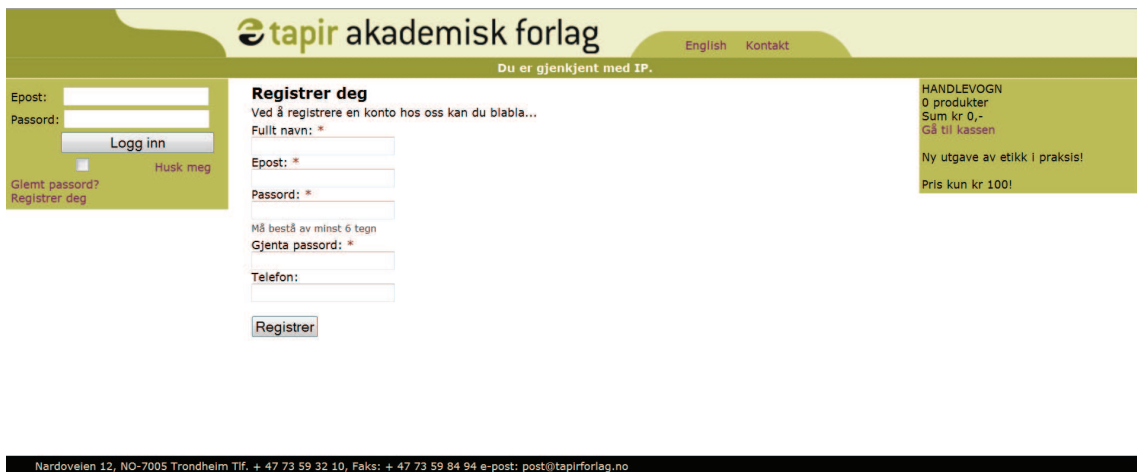 tapir akademisk forlag
English Kontakt
Du er gjenkjent med IP.
Epost:
Passord:
Logg inn
Husk meg
Glemt passord?
Registrer deg
Registrer deg
Ved å registrere en konto hos oss kan du blabla...
Fullt navn: *
Epost: *
Passord: *
Må bestå av minst 6 tegn
Gjenta passord: *
Telefon:
Registrer
HANDLEVOGN
0 produkter
Sum kr 0,-
Gå til kassen
Ny utgave av etikk i praksis!
Pris kun kr 100!
Nardoveien 12, NO-7005 Trondheim Tlf. + 47 73 59 32 10, Faks: + 47 73 59 84 94 e-post: post@tapirforlag.no